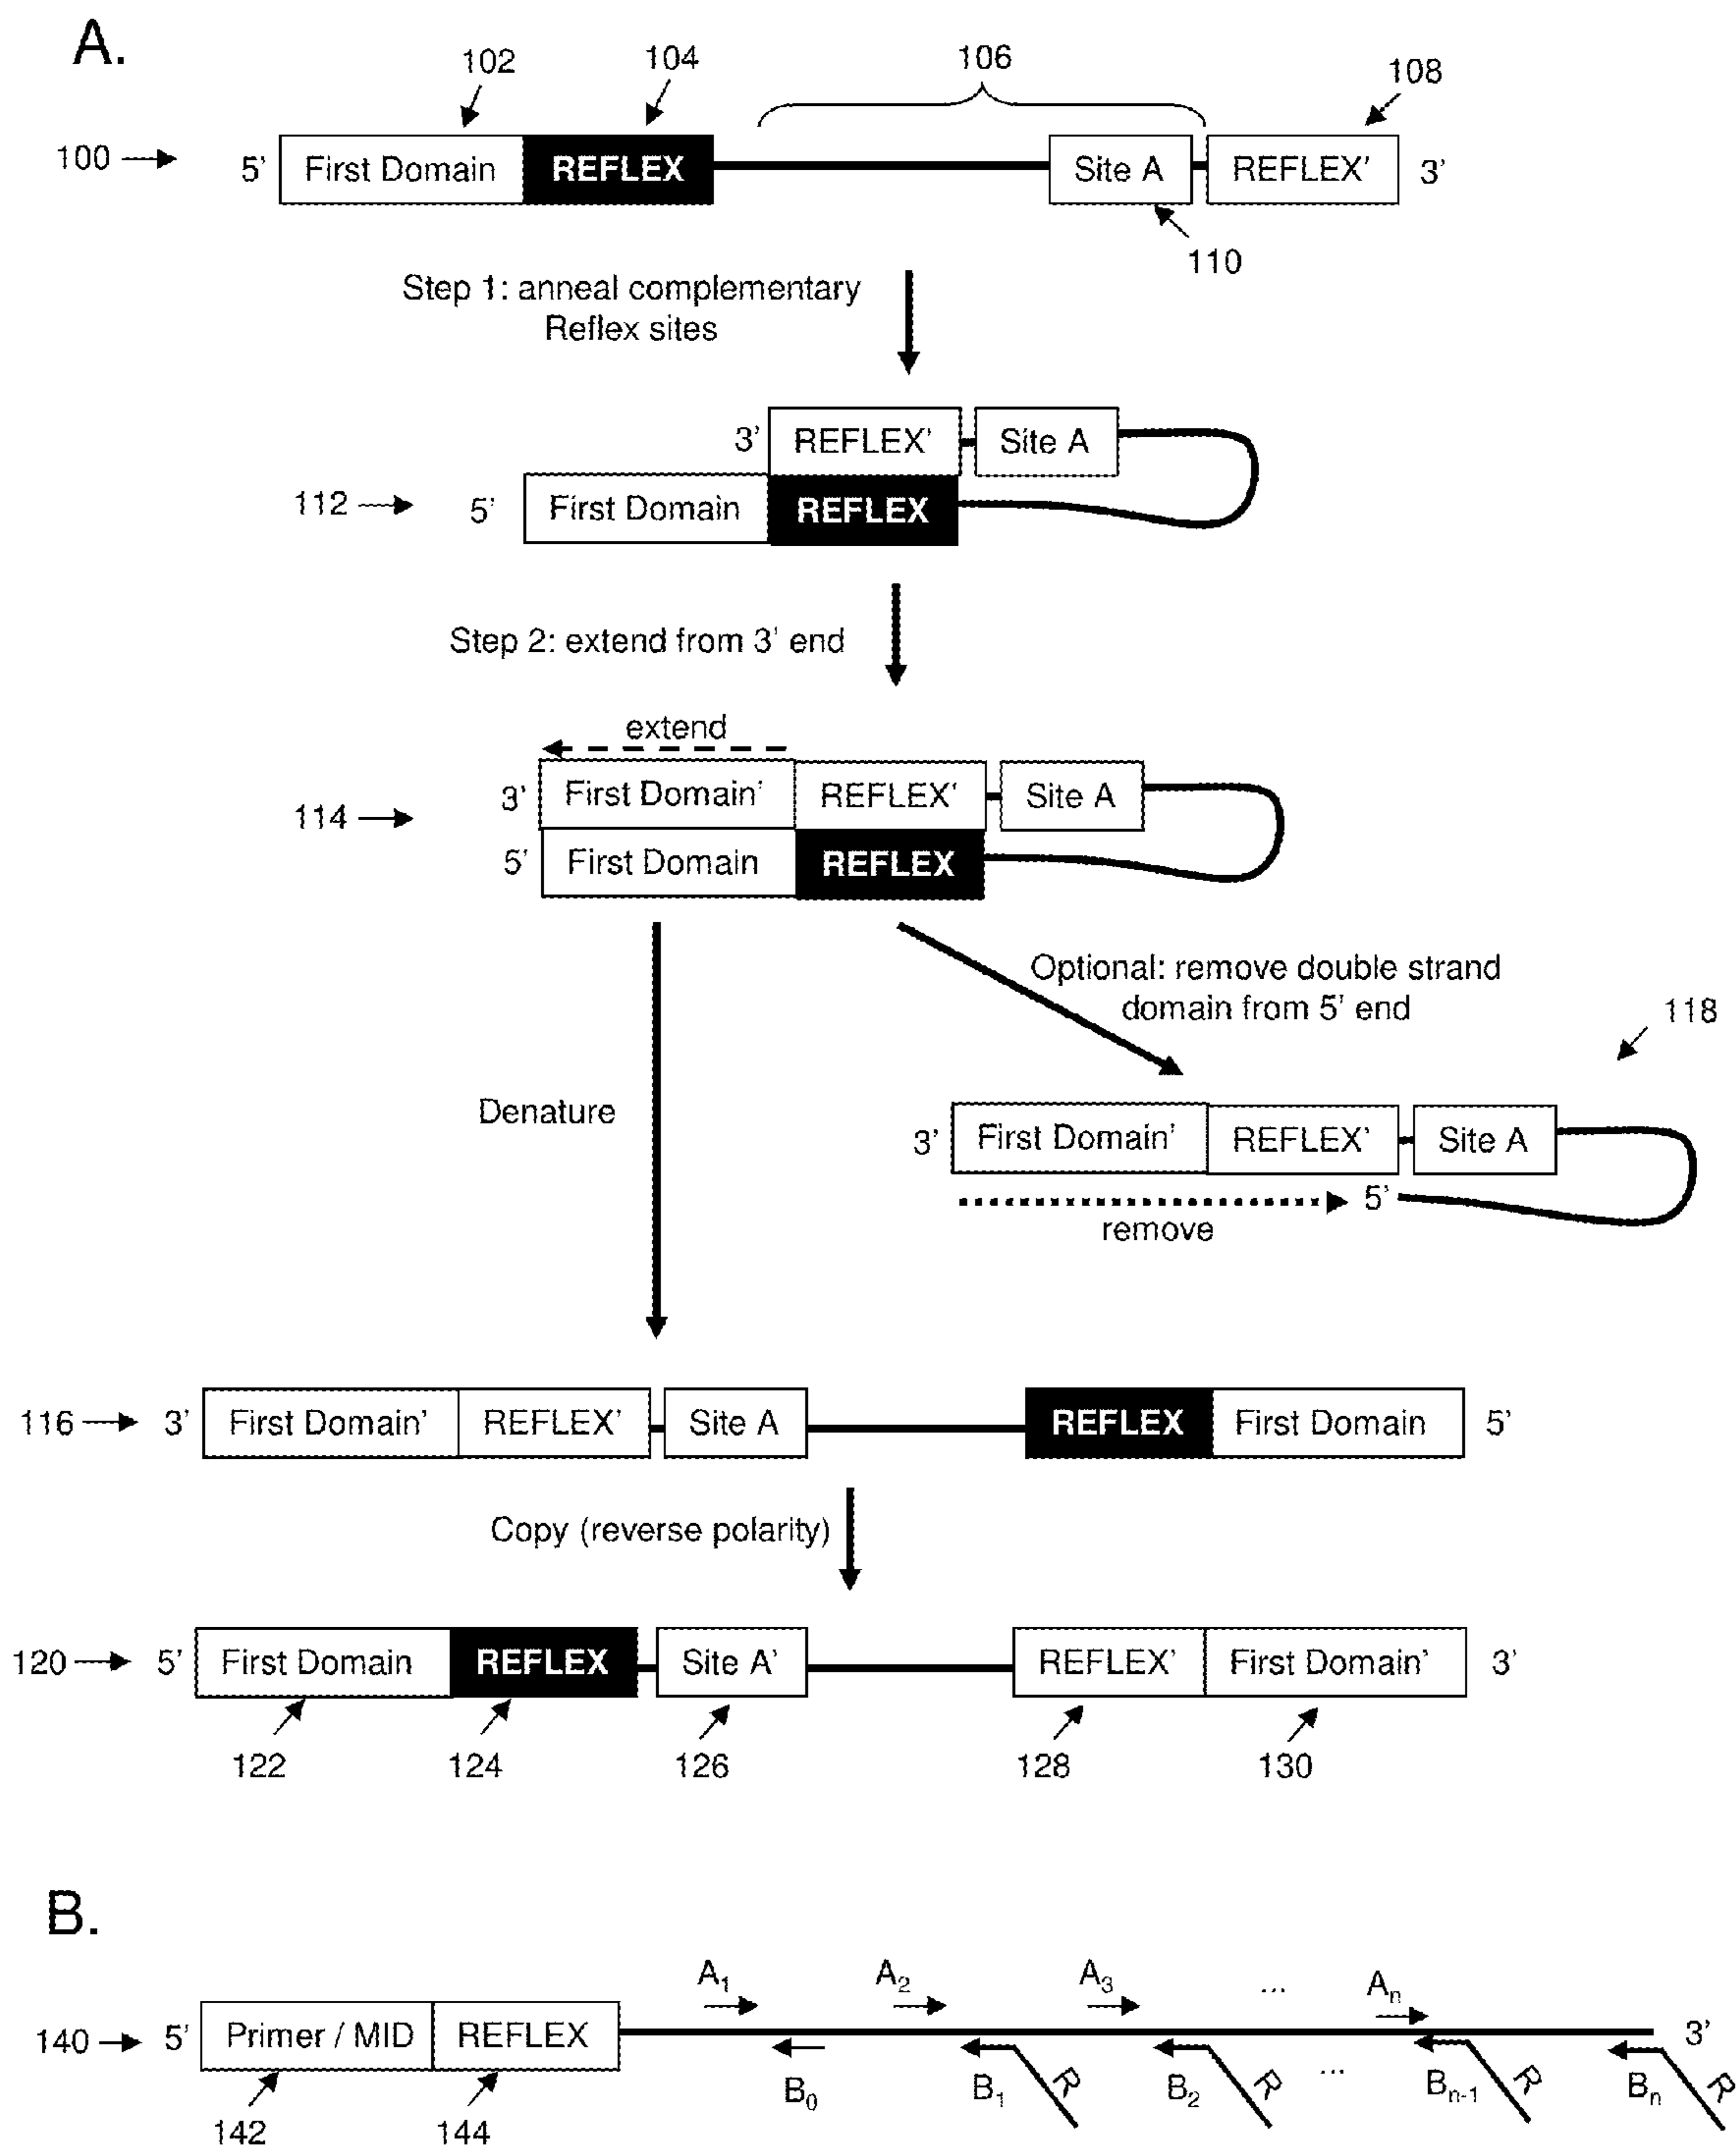 A.
102
104
106
108
100
5' First Domain REFLEX Site A REFLEX' 3'
110
Step 1: anneal complementary
Reflex sites
3' REFLEX' Site A
112
5' First Domain REFLEX
Step 2: extend from 3' end
extend
3' First Domain' REFLEX' Site A
114
5' First Domain REFLEX
Optional: remove double strand
domain from 5' end
118
Denature
3' First Domain' REFLEX' Site A
5'
remove
116
3' First Domain' REFLEX' Site A REFLEX First Domain 5'
Copy (reverse polarity)
120
5' First Domain REFLEX Site A' REFLEX' First Domain' 3'
122
124
126
128
130
B.
A₁ A₂ A₃ ... Aₙ
140
5' Primer / MID REFLEX 3'
B₀ B₁ R B₂ R ... Bₙ₋₁ R Bₙ R
142
144